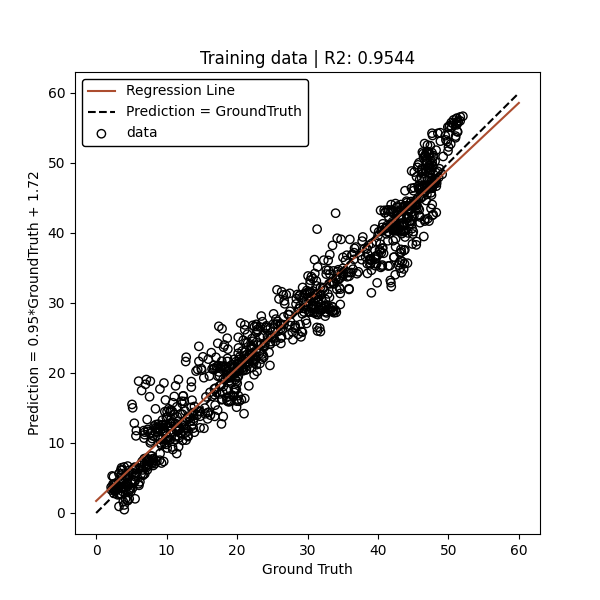 Training data | R2: 0.9544
Regression Line
Prediction = GroundTruth
data
60
50
40
30
20
10
0
Prediction = 0.95*GroundTruth + 1.72
0 10 20 30 40 50 60
Ground Truth